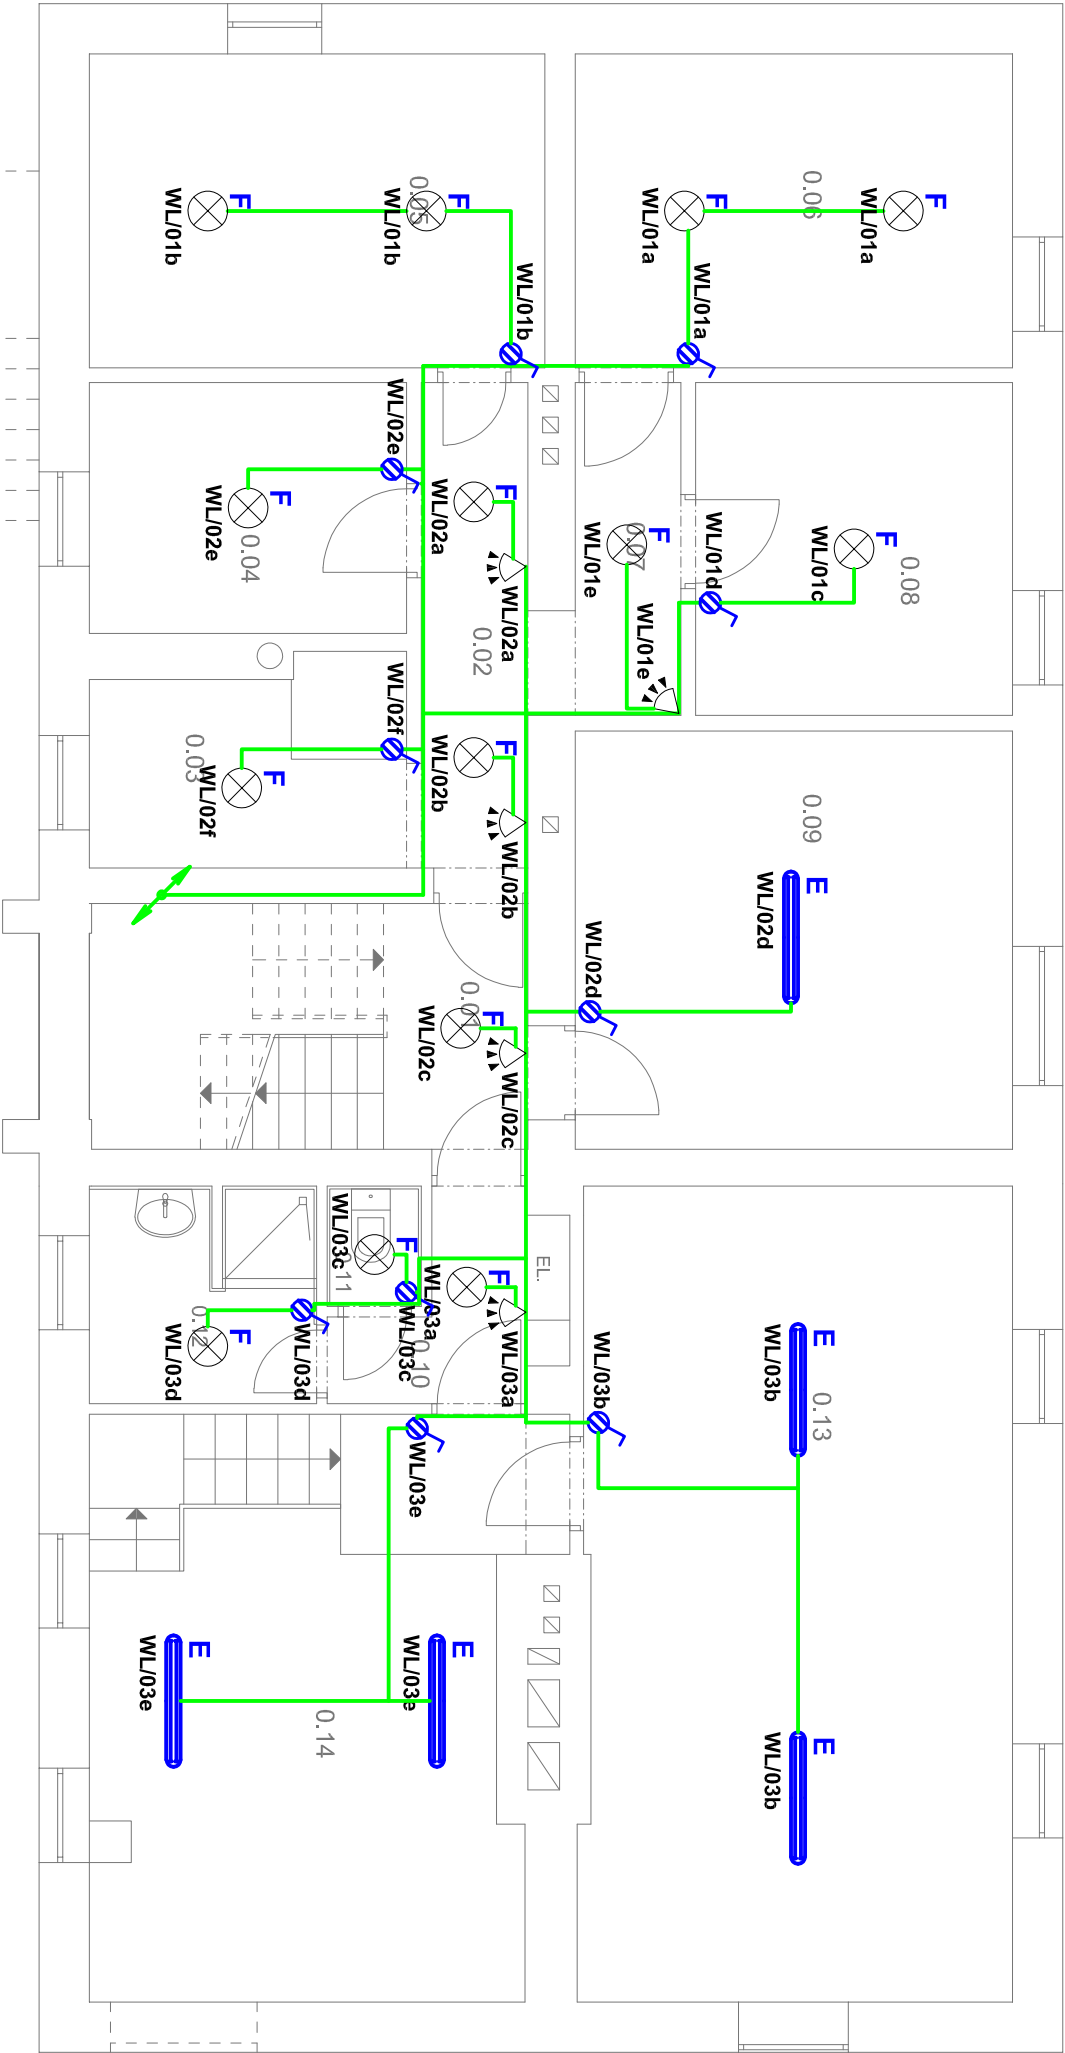 F
WL/01b
0.05
F
WL/01b
WL/01b
0.06
F
WL/01a
F
WL/01a
WL/01a
WL/02e
F
WL/02e
0.04
F
WL/02a
WL/02a
0.02
0.07
F
WL/01e
WL/01e
WL/01d
F
WL/01c
0.08
WL/02f
0.03
F
WL/02f
F
WL/02b
WL/02b
0.09
E
WL/02d
WL/02d
0.01
F
WL/02c
WL/02c
EL.
F
WL/03c
0.11
WL/03c
F
WL/03a
WL/03a
0.10
0.12
F
WL/03d
WL/03d
WL/03b
E
WL/03b
0.13
E
WL/03b
WL/03e
E
WL/03e
E
WL/03e
0.14